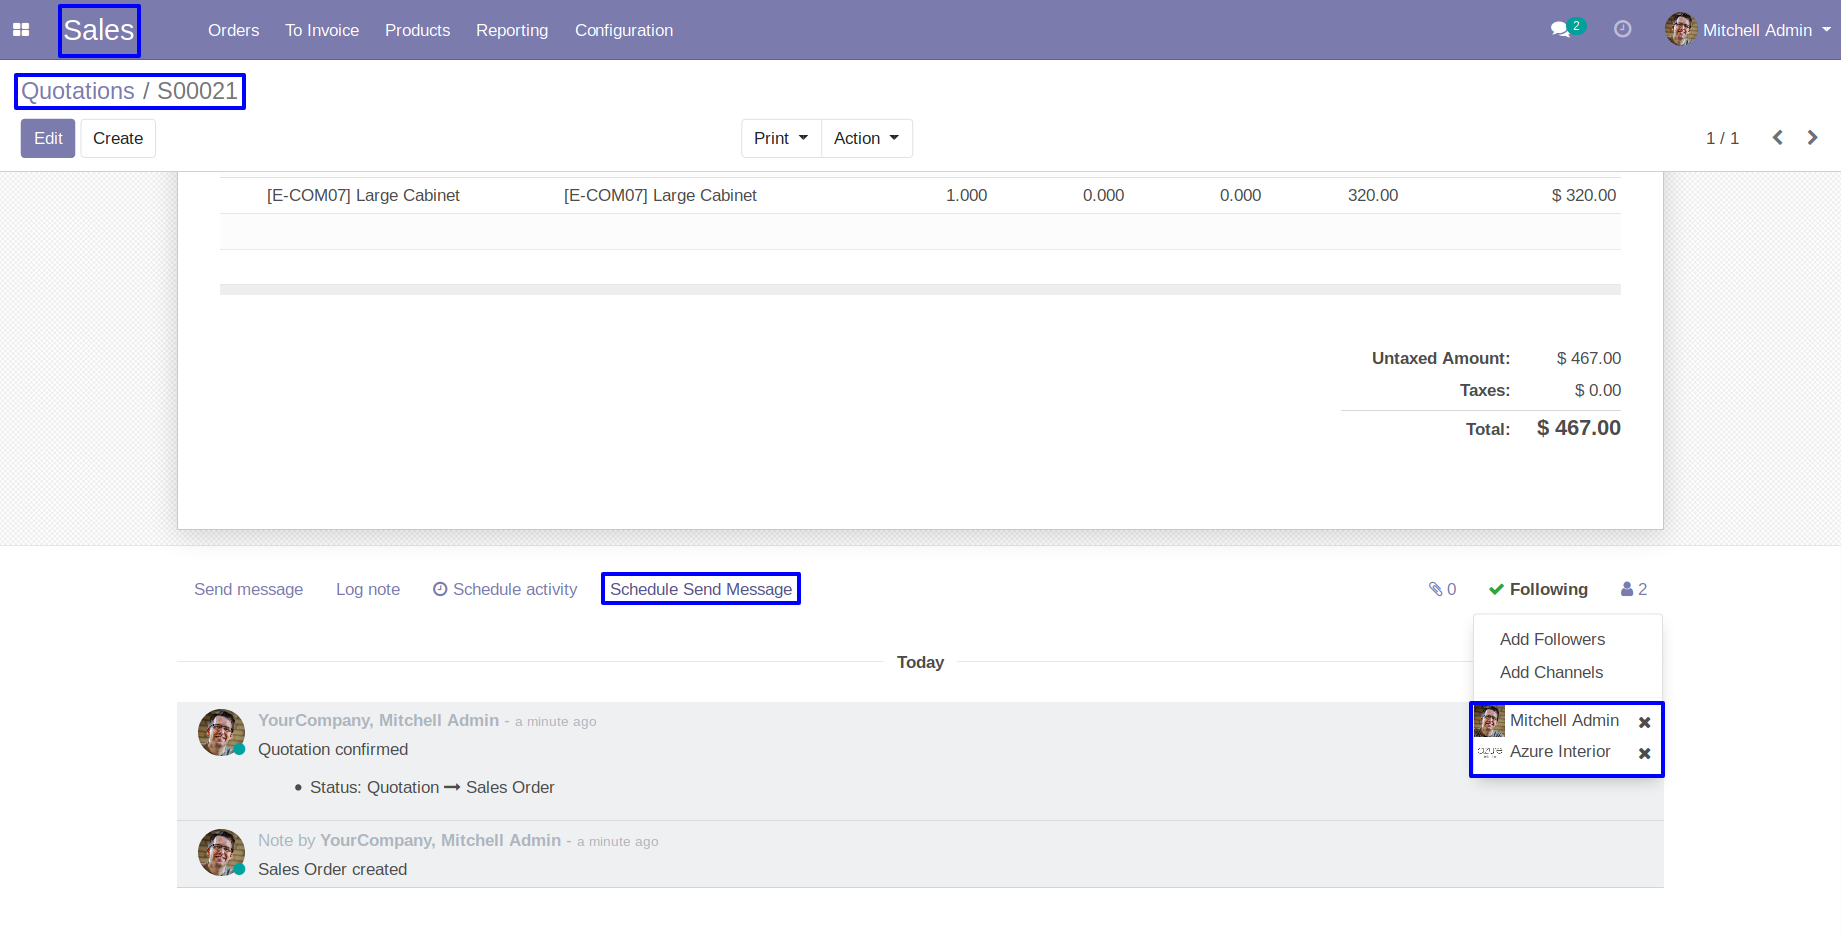 Sales Orders To Invoice Products Reporting Configuration 2 Mitchell Admin
Quotations / S00021
Edit Create Print Action 1 / 1
[E-COM07] Large Cabinet [E-COM07] Large Cabinet 1.000 0.000 0.000 320.00 $ 320.00
Untaxed Amount: $ 467.00
Taxes: $ 0.00
Total: $ 467.00
Send message Log note Schedule activity Schedule Send Message 0 Following 2
Add Followers
Today
Add Channels
YourCompany, Mitchell Admin - a minute ago
Mitchell Admin
Quotation confirmed
azure Azure Interior
Status: Quotation → Sales Order
Note by YourCompany, Mitchell Admin - a minute ago
Sales Order created